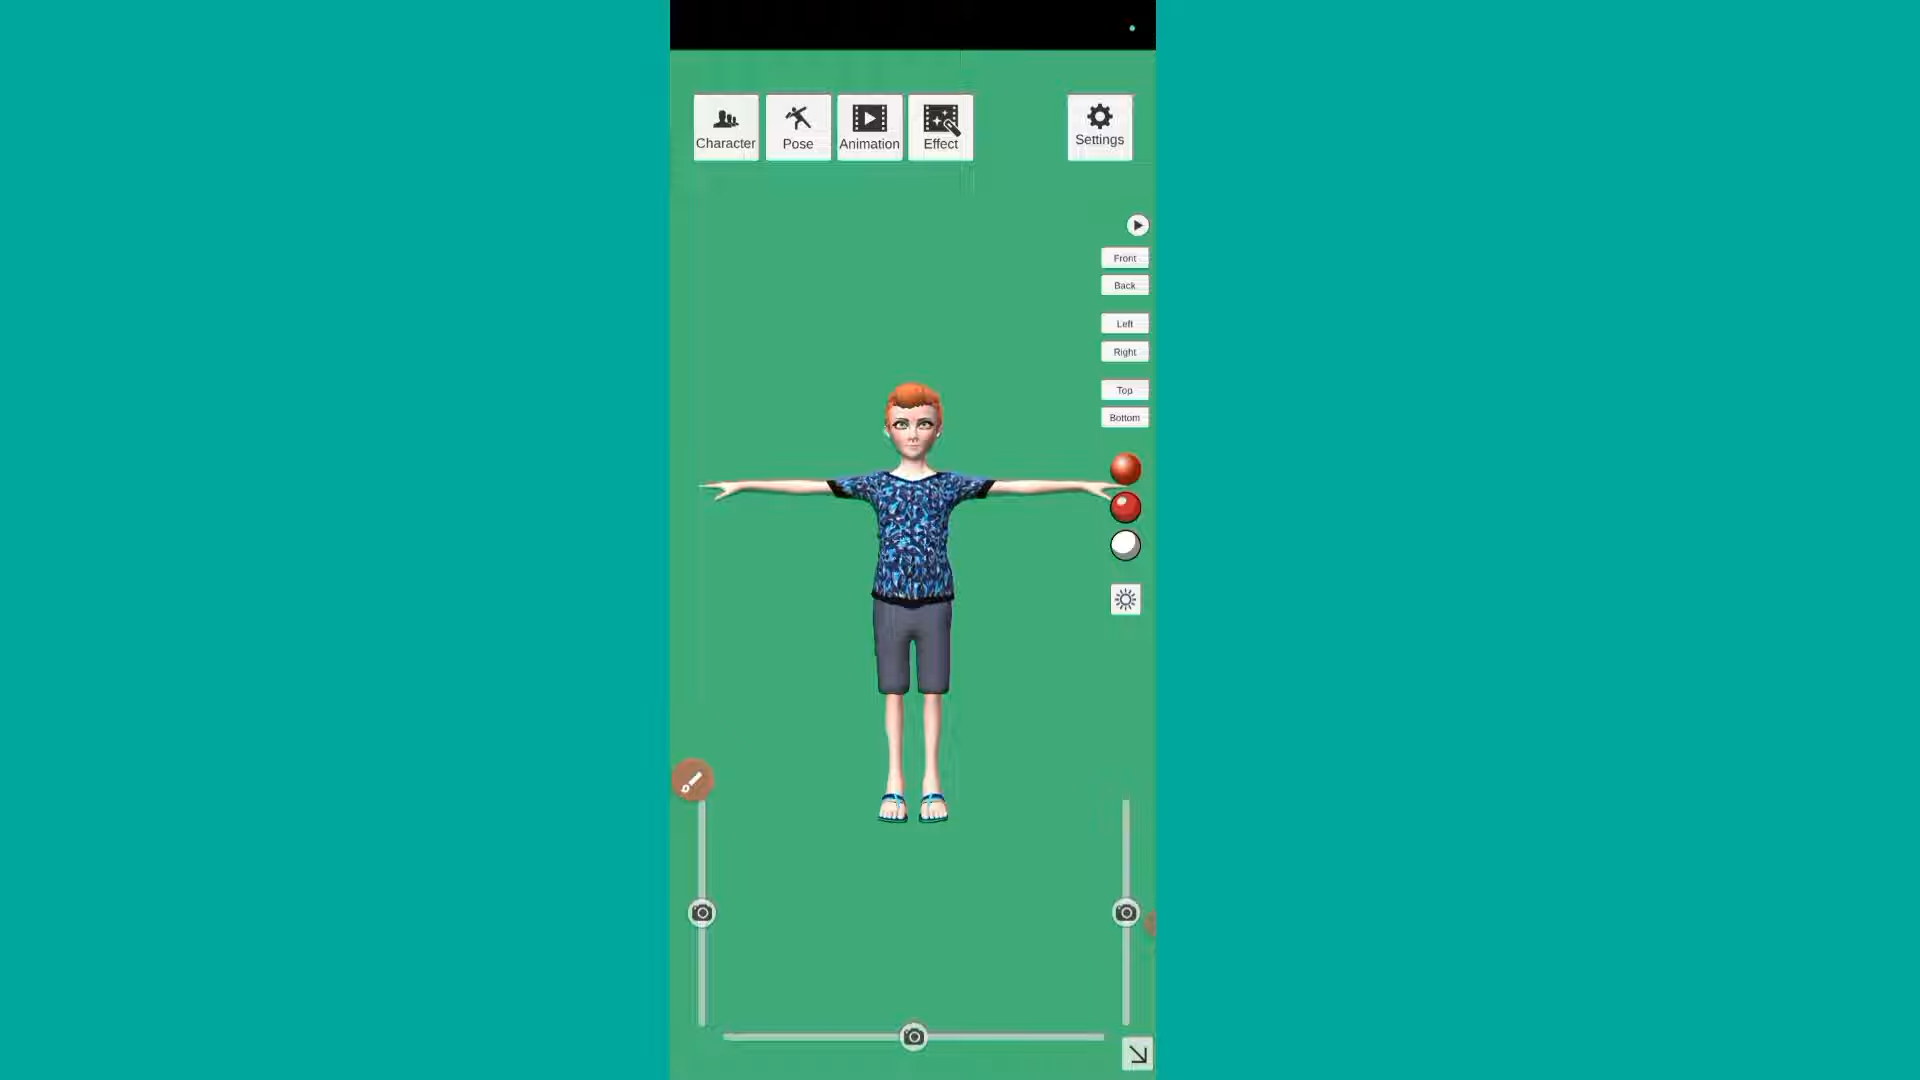 Character Pose Animation Effect Settings
Front
Back
Left
Right
Top
Bottom